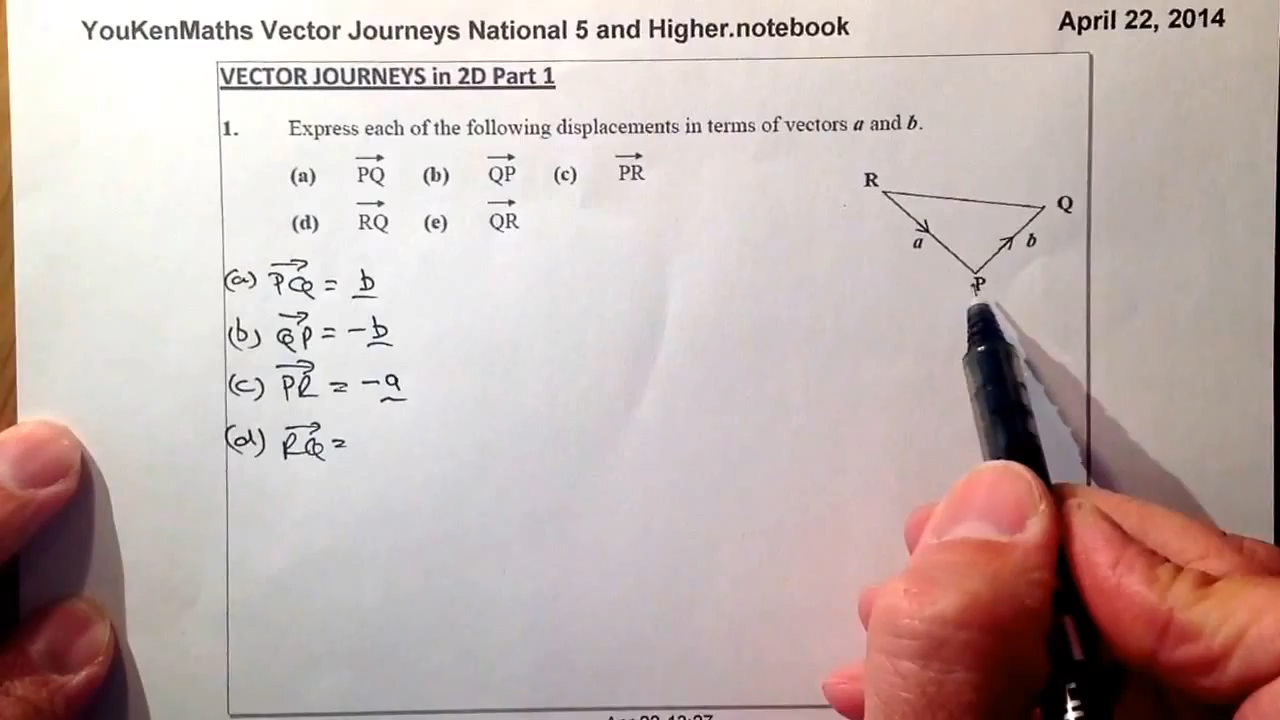 YouKenMaths Vector Journeys National 5 and Higher.notebook
April 22, 2014
VECTOR JOURNEYS in 2D Part 1
1. Express each of the following displacements in terms of vectors a and b.
(a) PQ (b) QP (c) PR
(d) RQ (e) QR
R
Q
a
b
P
(a) PQ = b
(b) QP = -b
(c) PR = -a
(d) RQ =